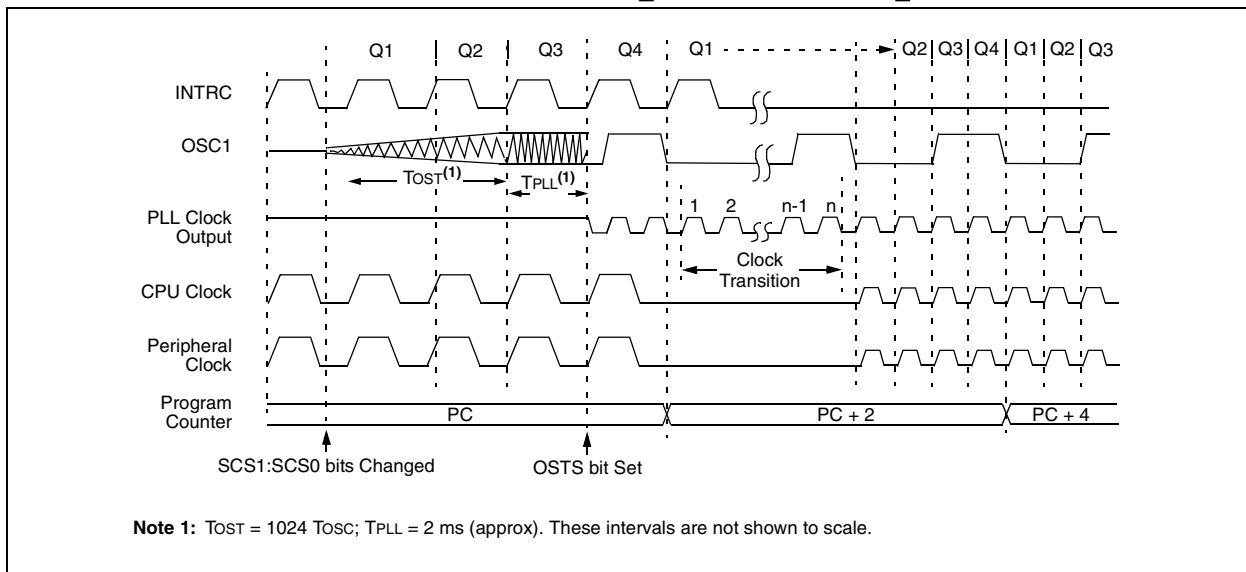 Q1 Q2 Q3 Q4 Q1 Q2 Q3 Q4 Q1 Q2 Q3
INTRC
OSC1
TOST(1)
TPLL(1)
PLL Clock
Output
1 2 n-1 n
Clock
Transition
CPU Clock
Peripheral
Clock
Program
Counter
PC PC + 2 PC + 4
SCS1:SCS0 bits Changed
OSTS bit Set
Note 1: TOST = 1024 TOSC; TPLL = 2 ms (approx). These intervals are not shown to scale.